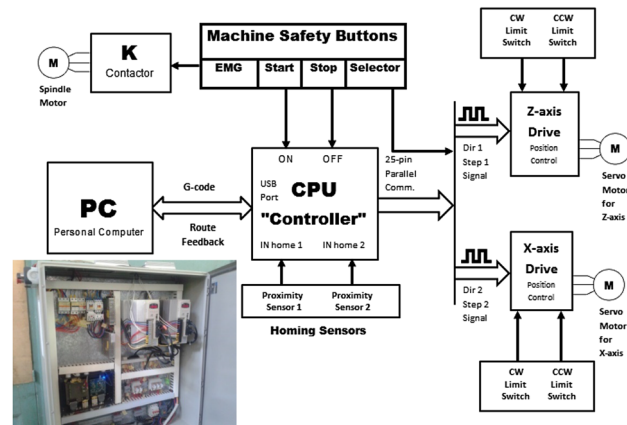 Machine Safety Buttons
EMG Start Stop Selector
K
Contactor
M
Spindle
Motor
CW
Limit
Switch
CCW
Limit
Switch
Z-axis
Drive
Position
Control
M
Servo
Motor
for
Z-axis
Dir 1
Step 1
Signal
25-pin
Parallel
Comm.
ON OFF
USB
Port
CPU
"Controller"
IN home 1 IN home 2
G-code
Route
Feedback
PC
Personal Computer
Proximity
Sensor 1
Proximity
Sensor 2
Homing Sensors
Dir 2
Step 2
Signal
X-axis
Drive
Position
Control
M
Servo
Motor
for
X-axis
CW
Limit
Switch
CCW
Limit
Switch